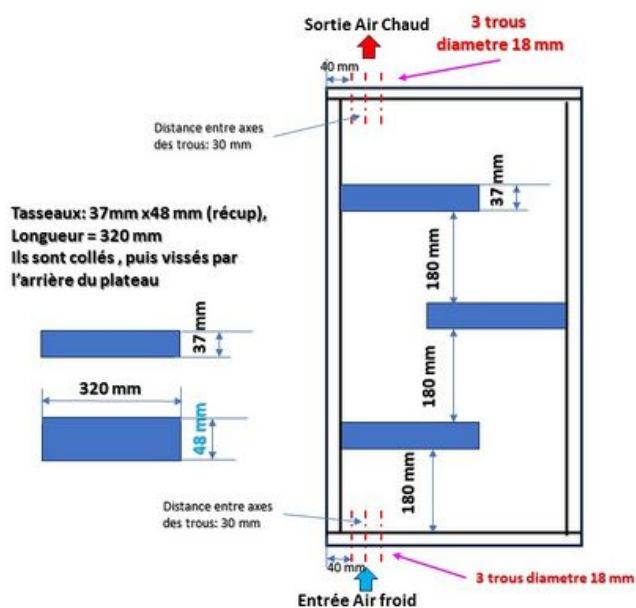 Sortie Air Chaud
3 trous
diametre 18 mm
40 mm
Distance entre axes
des trous: 30 mm
37 mm
Tasseaux: 37mm x48 mm (récup),
Longueur = 320 mm
Ils sont collés , puis vissés par
l'arrière du plateau
180 mm
37 mm
180 mm
320 mm
48 mm
180 mm
Distance entre axes
des trous: 30 mm
40 mm
3 trous diametre 18 mm
Entrée Air froid